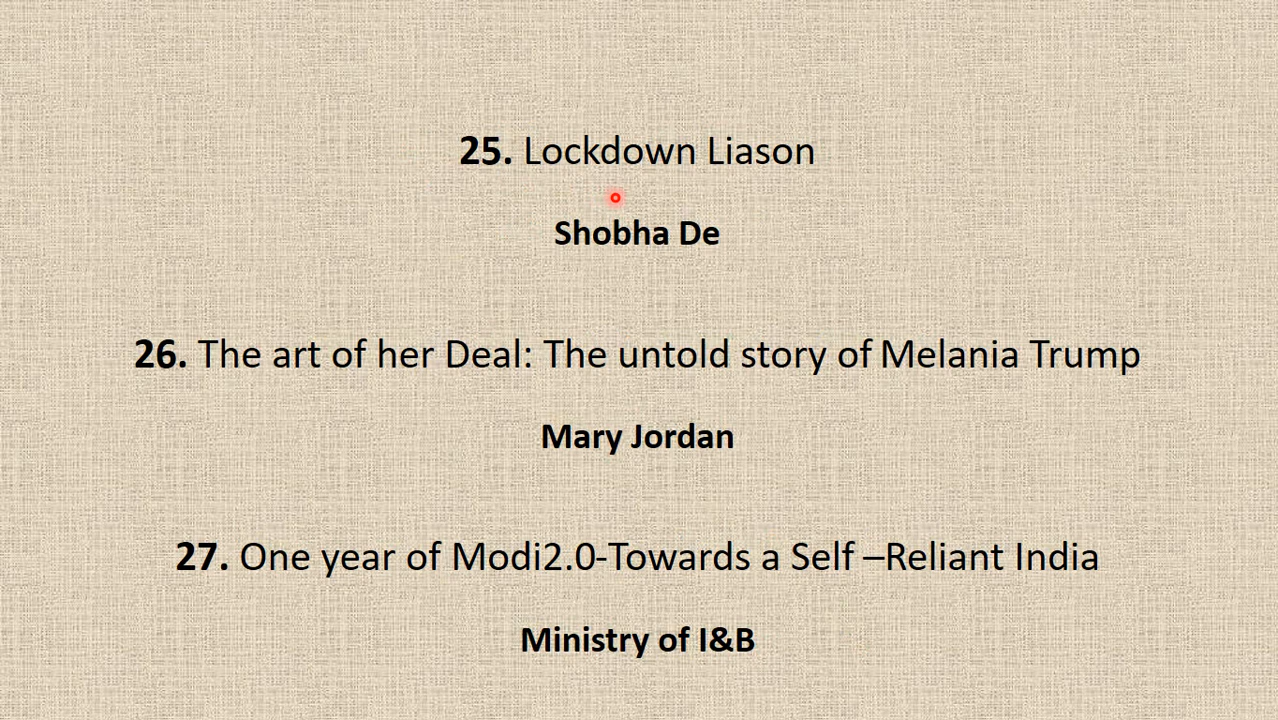 25. Lockdown Liason
Shobha De
26. The art of her Deal: The untold story of Melania Trump
Mary Jordan
27. One year of Modi2.0-Towards a Self –Reliant India
Ministry of I&B